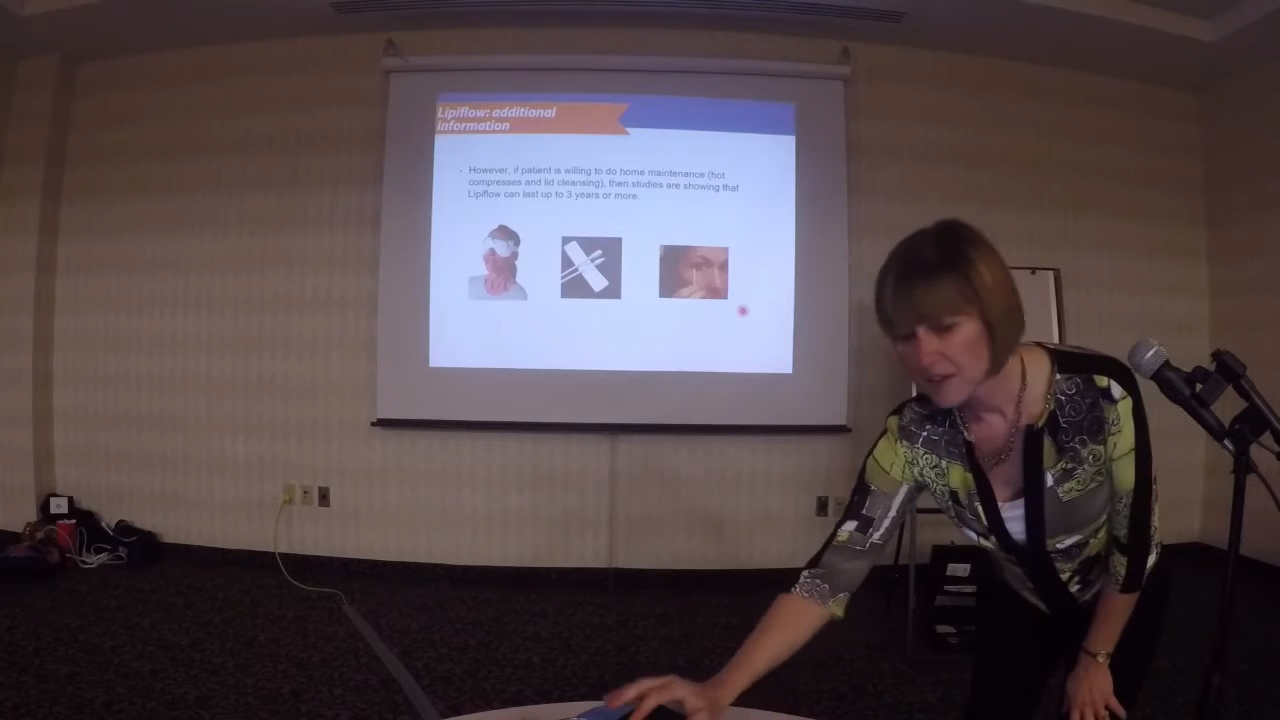 Lipiflow: additional
information
· However, if patient is willing to do home maintenance (hot
compresses and lid cleansing), then studies are showing that
Lipiflow can last up to 3 years or more.